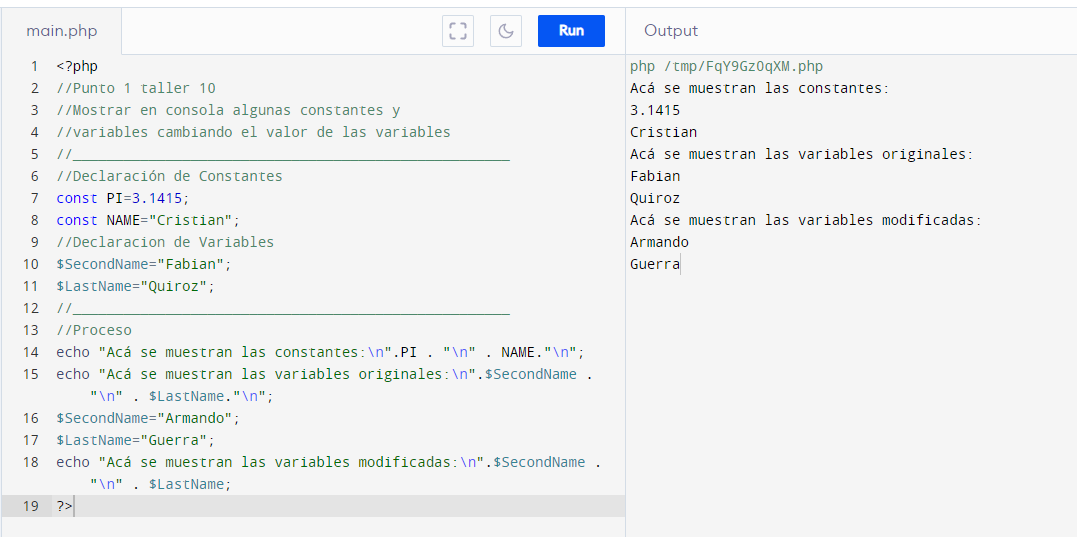 main.php
Run
Output
1 <?php
2 //Punto 1 taller 10
3 //Mostrar en consola algunas constantes y
4 //variables cambiando el valor de las variables
5 //____________________________________________________
6 //Declaración de Constantes
7 const PI=3.1415;
8 const NAME="Cristian";
9 //Declaracion de Variables
10 $SecondName="Fabian";
11 $LastName="Quiroz";
12 //____________________________________________________
13 //Proceso
14 echo "Acá se muestran las constantes:\n".PI . "\n" . NAME."\n";
15 echo "Acá se muestran las variables originales:\n".$SecondName .
"\n" . $LastName."\n";
16 $SecondName="Armando";
17 $LastName="Guerra";
18 echo "Acá se muestran las variables modificadas:\n".$SecondName .
"\n" . $LastName;
19 ?>
php /tmp/FqY9GzOqXM.php
Acá se muestran las constantes:
3.1415
Cristian
Acá se muestran las variables originales:
Fabian
Quiroz
Acá se muestran las variables modificadas:
Armando
Guerra